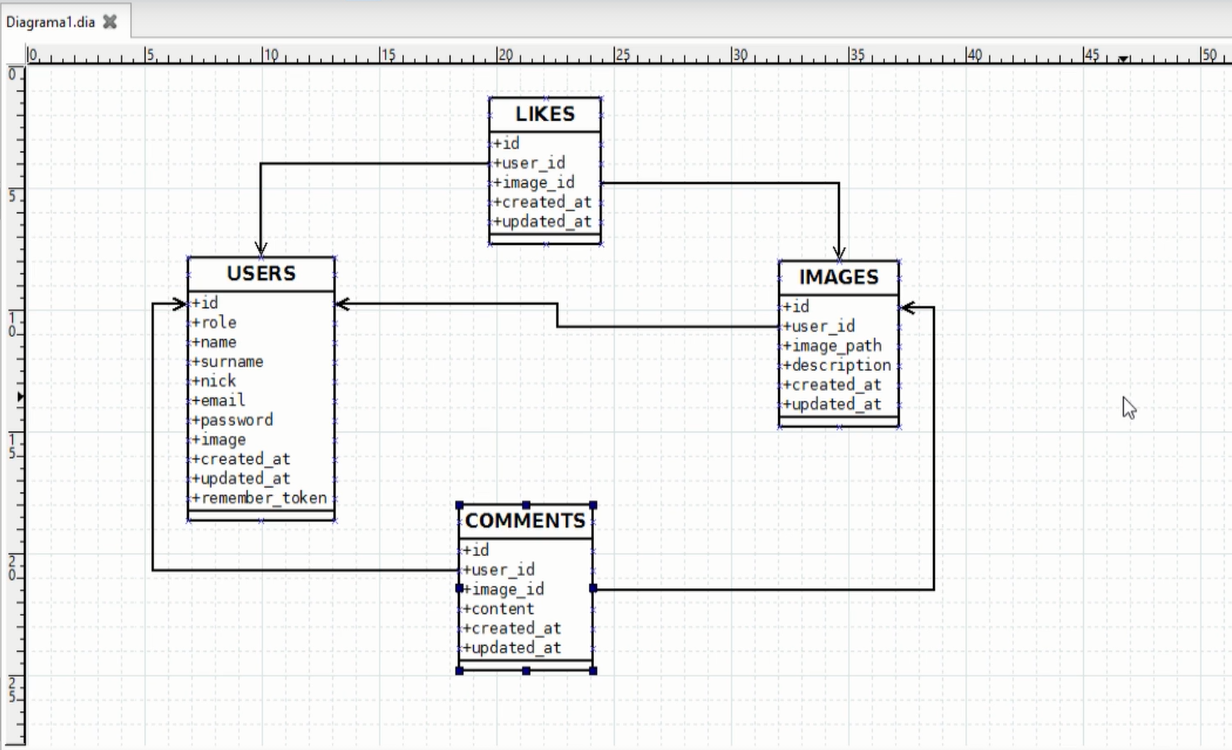 Diagrama1.dia
0 5 10 15 20 25 30 35 40 45 50
0
5
10
15
20
25
LIKES
+id
+user_id
+image_id
+created_at
+updated_at
USERS
+id
+role
+name
+surname
+nick
+email
+password
+image
+created_at
+updated_at
+remember_token
IMAGES
+id
+user_id
+image_path
+description
+created_at
+updated_at
COMMENTS
+id
+user_id
+image_id
+content
+created_at
+updated_at